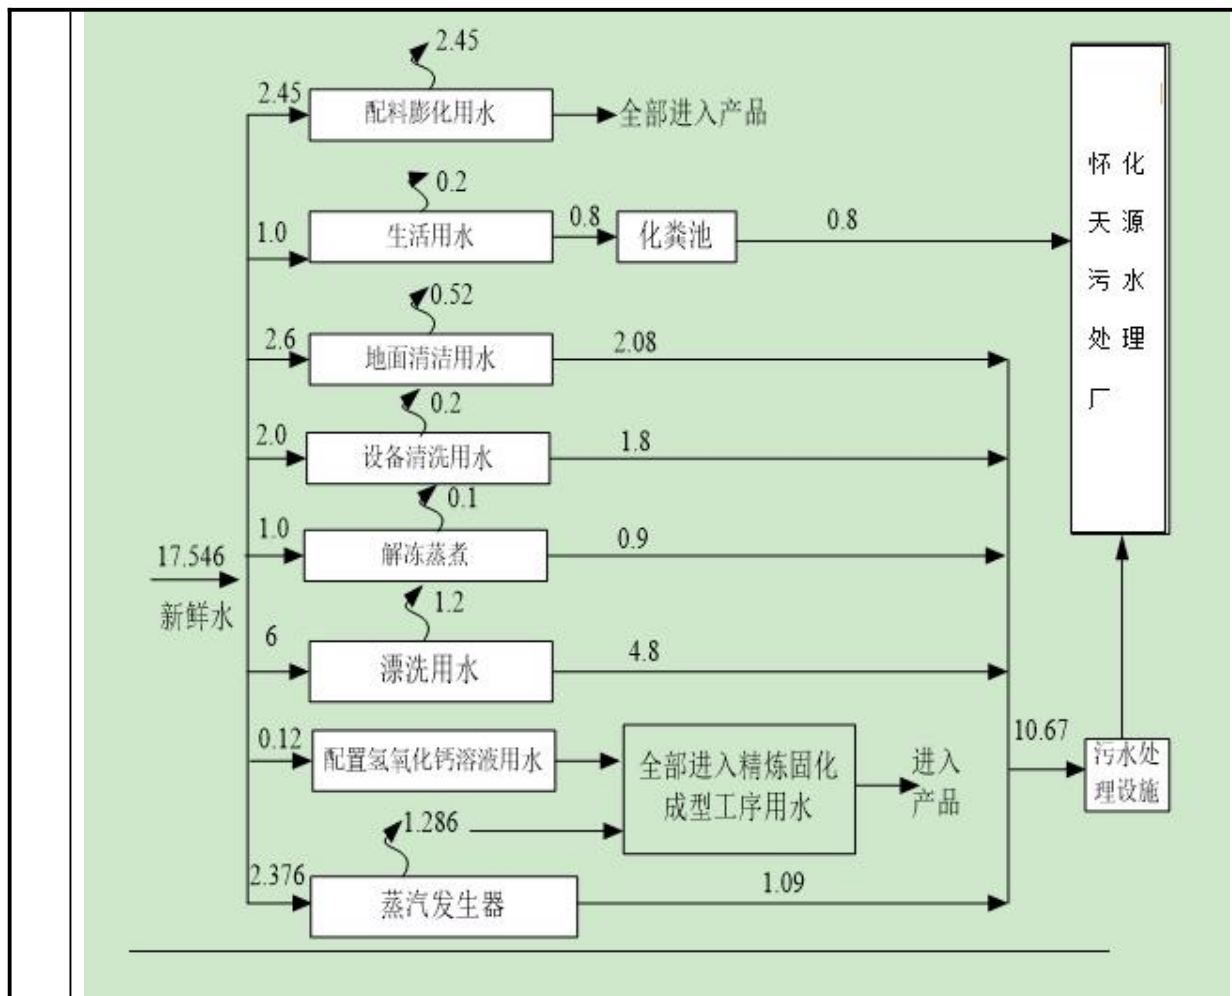 2.45
2.45
配料膨化用水
全部进入产品
0.2
1.0
生活用水
0.8
化粪池
0.8
怀化
天源
污水
处理
厂
0.52
2.6
地面清洁用水
2.08
0.2
2.0
设备清洗用水
1.8
0.1
1.0
解冻蒸煮
0.9
17.546
新鲜水
1.2
6
漂洗用水
4.8
0.12
配置氢氧化钙溶液用水
全部进入精炼固化
成型工序用水
进入
产品
10.67
污水处
理设施
1.286
2.376
蒸汽发生器
1.09